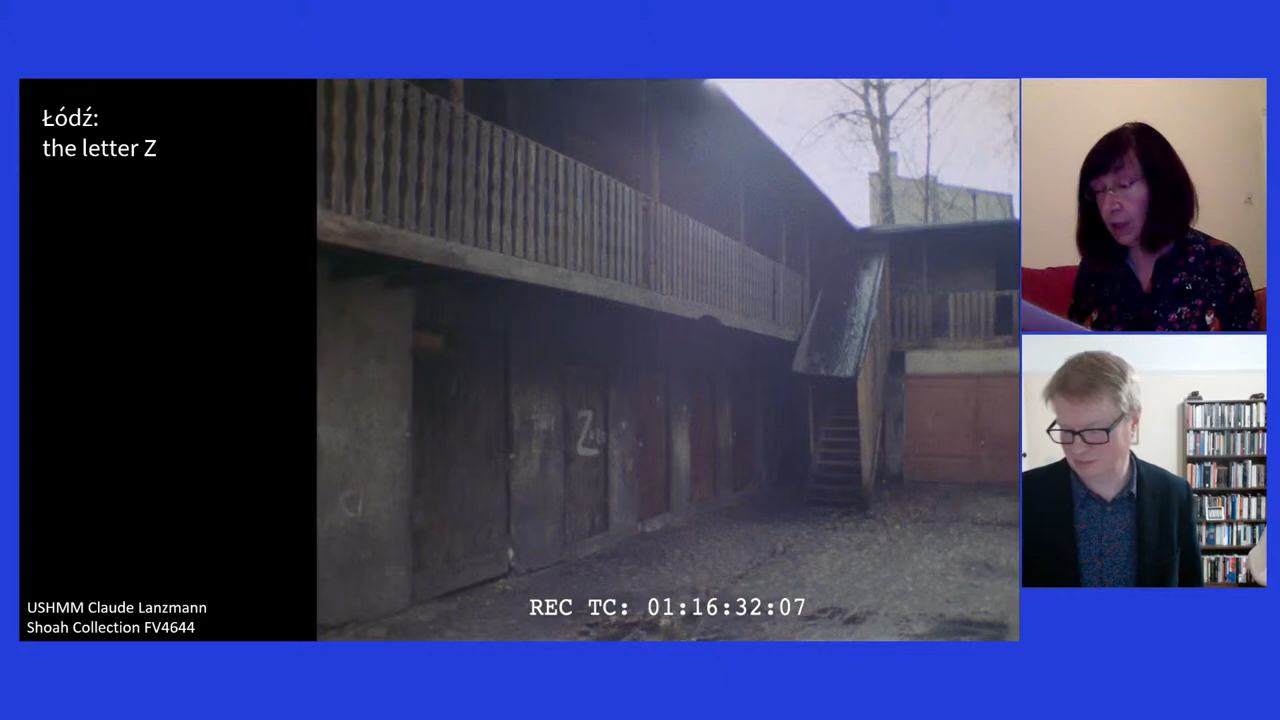 Łódź:
the letter Z
Z
USHMM Claude Lanzmann
Shoah Collection FV4644
REC TC: 01:16:32:07